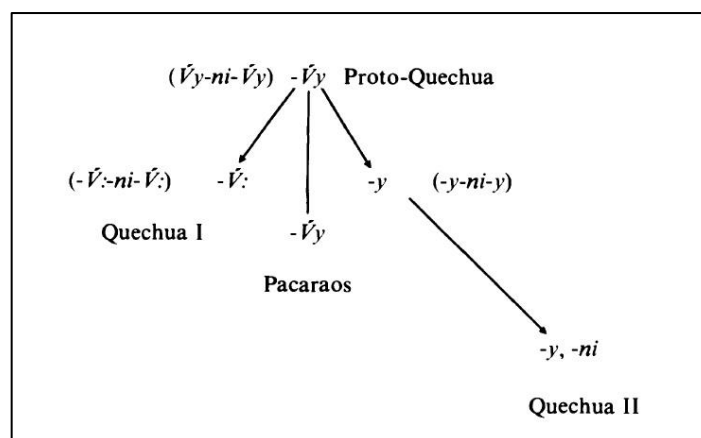 (V́y-ni-V́y) -V́y Proto-Quechua
(-V́:-ni-V́:) -V́: -y (-y-ni-y)
Quechua I -V́y
Pacaraos
-y, -ni
Quechua II